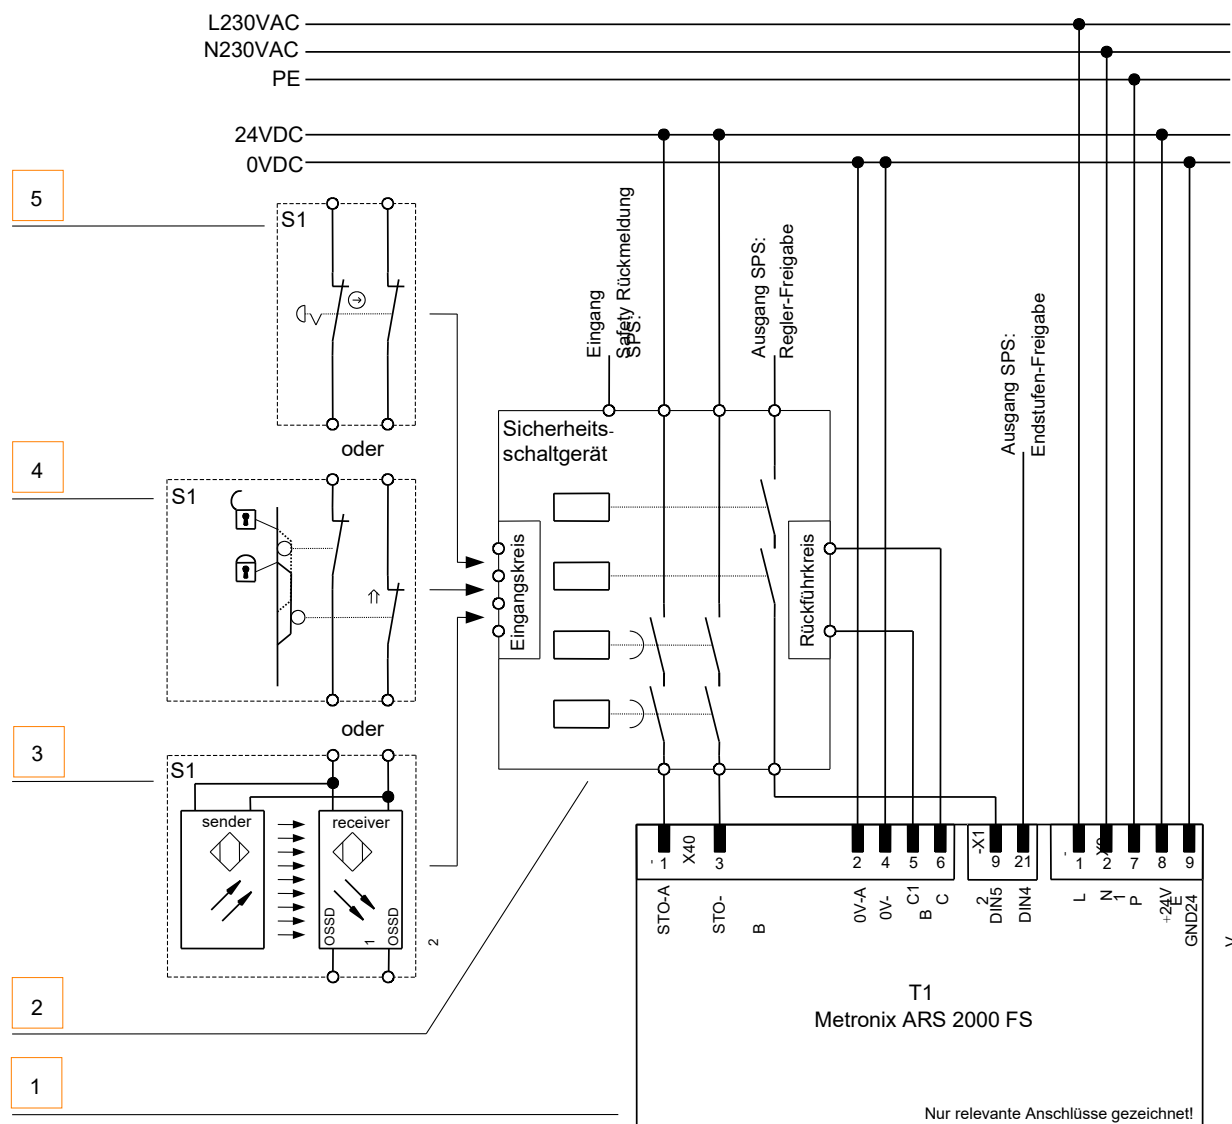 L230VAC
N230VAC
PE
24VDC
0VDC
5
S1
Eingang
Safety Rückmeldung
SPS:
Ausgang SPS:
Regler-Freigabe
Ausgang SPS:
Endstufen-Freigabe
oder
4
S1
Sicherheits-
schaltgerät
Eingangskreis
Rückführkreis
oder
3
S1
sender
receiver
OSSD
1
OSSD
2
2
1
-
X40
1
3
2
4
5
6
-X1
9
21
-
X9
1
2
7
8
9
STO-A
STO-
B
0V-A
0V-
B
C1
C
2
DIN5
DIN4
L
N
1
P
E
+24V
GND24
V
T1
Metronix ARS 2000 FS
Nur relevante Anschlüsse gezeichnet!